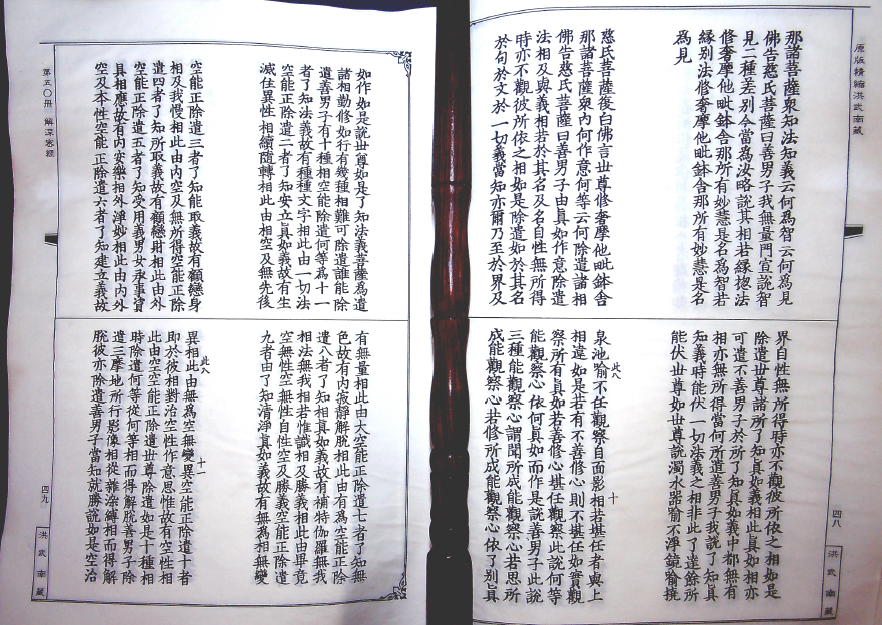 原版精縮洪武南藏
那諸菩薩衆知法知義云何為智云何為見
佛告慈氏菩薩曰善男子我無量門宣說智
見二種差别今當為汝略說其相若緣揔法
修奢摩他毗鉢舍那所有妙慧是名為智若
緣别法修奢摩他毗鉢舍那所有妙慧是名
為見
慈氏菩薩復白佛言世尊修奢摩他毗鉢舍
那諸菩薩衆由何作意何等云何除遣諸相
佛告慈氏菩薩曰善男子由真如作意除遣
法相及與義相若於其名及名自性無所得
時亦不觀彼所依之相如是除遣如於其名
於句於文於一切義當知亦爾乃至於界及
界自性無所得時亦不觀彼所依之相如是
除遣世尊諸所了知真如義相此真如相亦
可遣不善男子於所了知真如義中都無有
相亦無所得當何所遣善男子我說了知真
知義時能伏一切法義之相非此了達餘所
能伏世尊如世尊說濁水器喻不淨鏡喻撓
泉池喻不任觀察自面影相若堪任者與上
相違如是若有不善修心則不堪任如實觀
察所有真如若善修心堪任觀察此說何等
能觀察心依何真如而作是說善男子此說
三種能觀察心謂聞所成能觀察心若思所
成能觀察心若修所成能觀察心依了别真
此八
十
四八
洪武南藏
如作如是說世尊如是了知法義菩薩為遣
諸相勤修加行有幾種相難可除遣誰能除
遣善男子有十種相空能除遣何等為十一
者了知法義故有種種文字相此由一切法
空能正除遣二者了知安立真如義故有生
滅住異性相續隨轉相此由相空及無先後
空能正除遣三者了知能取義故有顧戀身
相及我慢相此由內空及無所得空能正除
遣四者了知所取義故有顧戀財相此由外
空能正除遣五者了知受用義男女承事資
具相應故有內安樂相外淨妙相此由內外
空及本性空能正除遣六者了知建立義故
有無量相此由大空能正除遣七者了知無
色故有內寂靜解脫相此由有為空能正除
遣八者了知相真如義故有補特伽羅無我
相法無我相若惟識相及勝義相此由畢竟
空無性空無性自性空及勝義空能正除遣
九者由了知清淨真如義故有無為相無變
異相此由無為空無變異空能正除遣十者
即於彼相對治空性作意思惟故有空性相
此由空空能正除遣世尊除遣如是十種相
時除遣何等從何等相而得解脫善男子除
遣三摩地所行影像相從雜染縛相而得解
脫彼亦除遣善男子當知就勝說如是空治
此八
十一
第五〇冊
解深密經
四九
洪武南藏